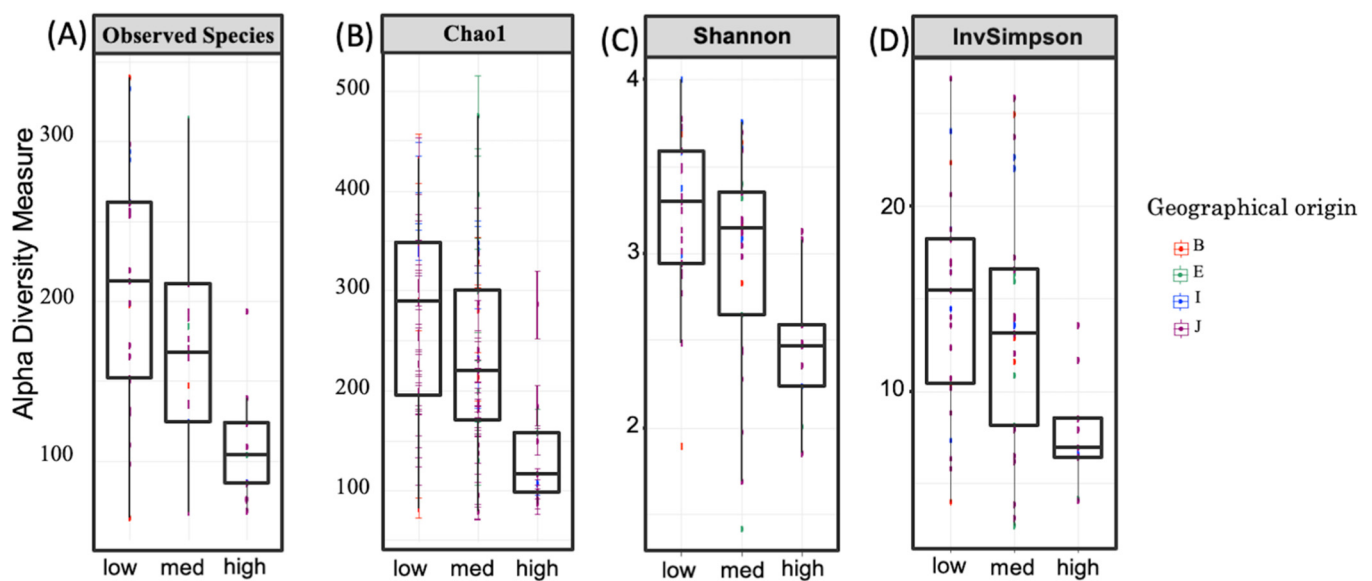 (A) Observed Species
(B) Chao1
(C) Shannon
(D) InvSimpson
Alpha Diversity Measure
300
200
100
low med high
500
400
300
200
100
low med high
4
3
2
low med high
20
10
low med high
Geographical origin
B
E
I
J